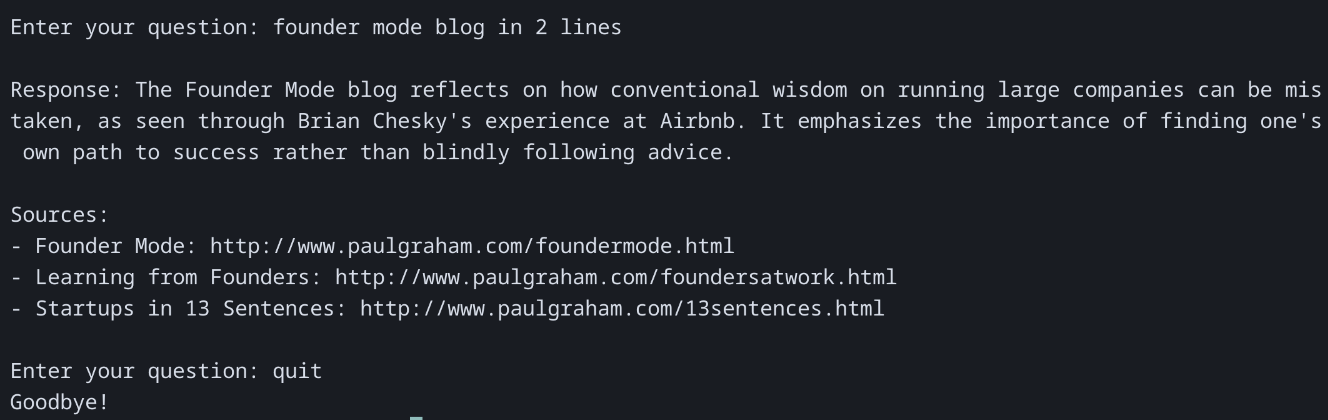 Enter your question: founder mode blog in 2 lines
Response: The Founder Mode blog reflects on how conventional wisdom on running large companies can be mis
taken, as seen through Brian Chesky's experience at Airbnb. It emphasizes the importance of finding one's
 own path to success rather than blindly following advice.
Sources:
- Founder Mode: http://www.paulgraham.com/foundermode.html
- Learning from Founders: http://www.paulgraham.com/foundersatwork.html
- Startups in 13 Sentences: http://www.paulgraham.com/13sentences.html
Enter your question: quit
Goodbye!